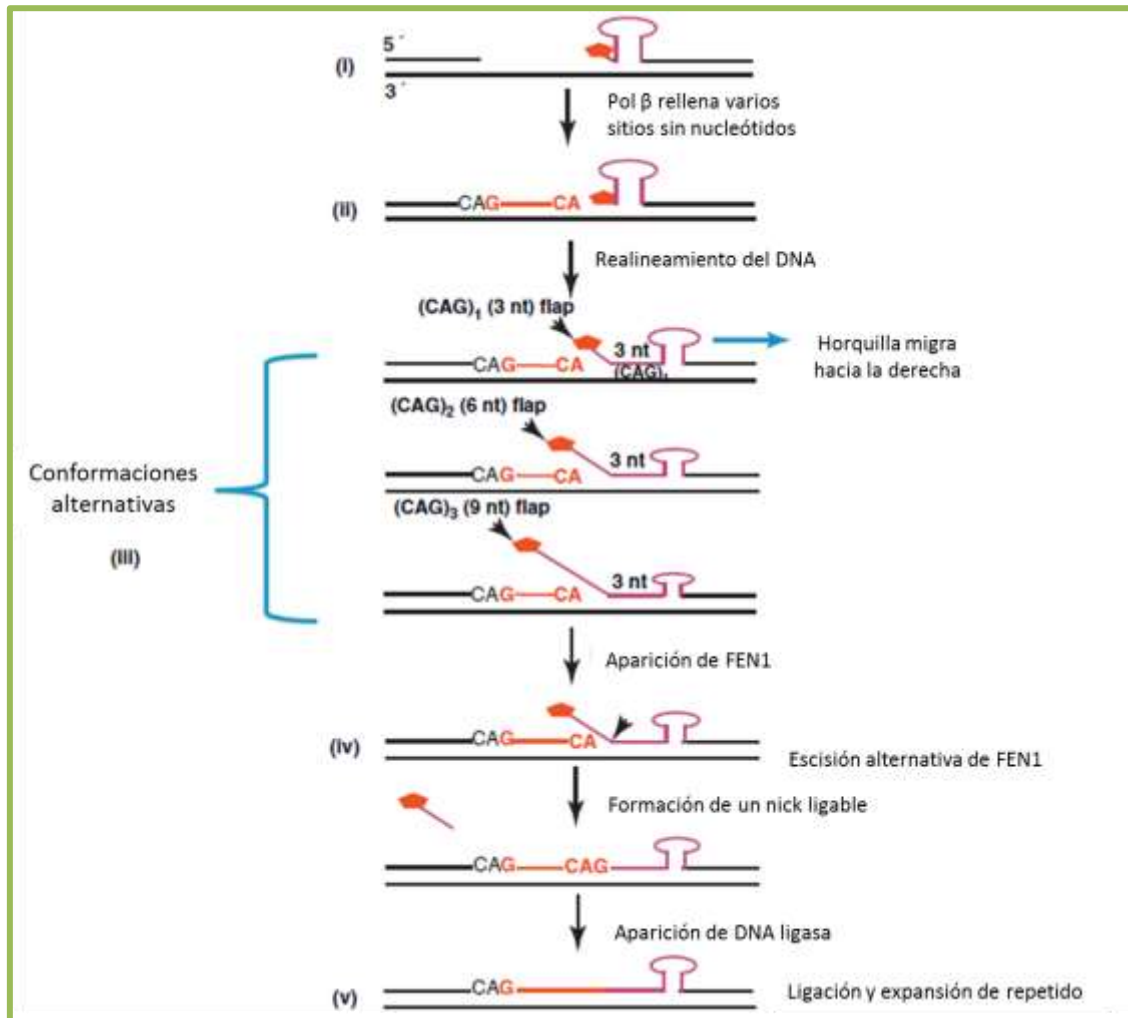 5´
(i)
3´
Pol β rellena varios
sitios sin nucleótidos
(ii)
CAG CA
Realineamiento del DNA
(CAG)1 (3 nt) flap
3 nt
CAG CA
(CAG)
Horquilla migra
hacia la derecha
(CAG)2 (6 nt) flap
3 nt
CAG CA
Conformaciones
alternativas
(iii)
(CAG)3 (9 nt) flap
3 nt
CAG CA
Aparición de FEN1
(iv)
CAG CA
Escisión alternativa de FEN1
Formación de un nick ligable
CAG CAG
Aparición de DNA ligasa
(v)
CAG
Ligación y expansión de repetido